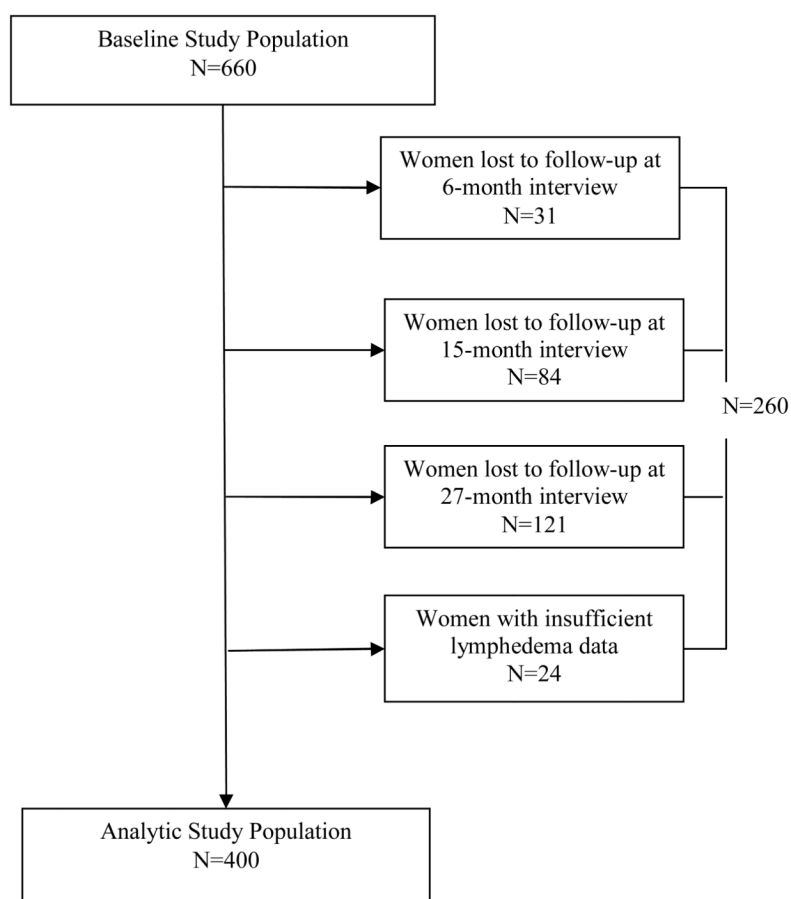 Baseline Study Population
N=660
Women lost to follow-up at
6-month interview
N=31
Women lost to follow-up at
15-month interview
N=84
N=260
Women lost to follow-up at
27-month interview
N=121
Women with insufficient
lymphedema data
N=24
Analytic Study Population
N=400